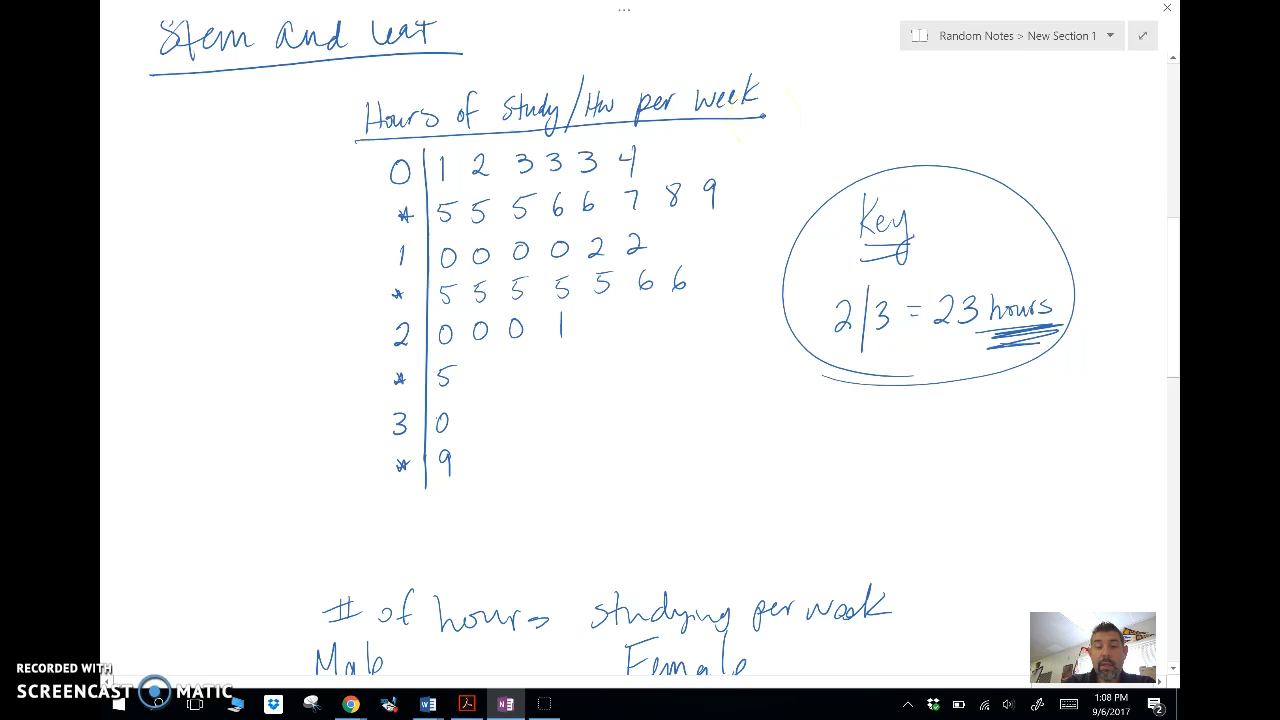 Random Notes > New Section 1
Stem and leaf
Hours of study/Hw per week
0 | 1 2 3 3 3 4
* | 5 5 5 6 6 7 8 9
1 | 0 0 0 0 2 2
* | 5 5 5 5 5 6 6
2 | 0 0 0 1
* | 5
3 | 0
* | 9
Key
2|3 = 23 hours
# of hours studying per week
Male Female
RECORDED WITH
SCREENCAST MATIC
1:08 PM
9/6/2017